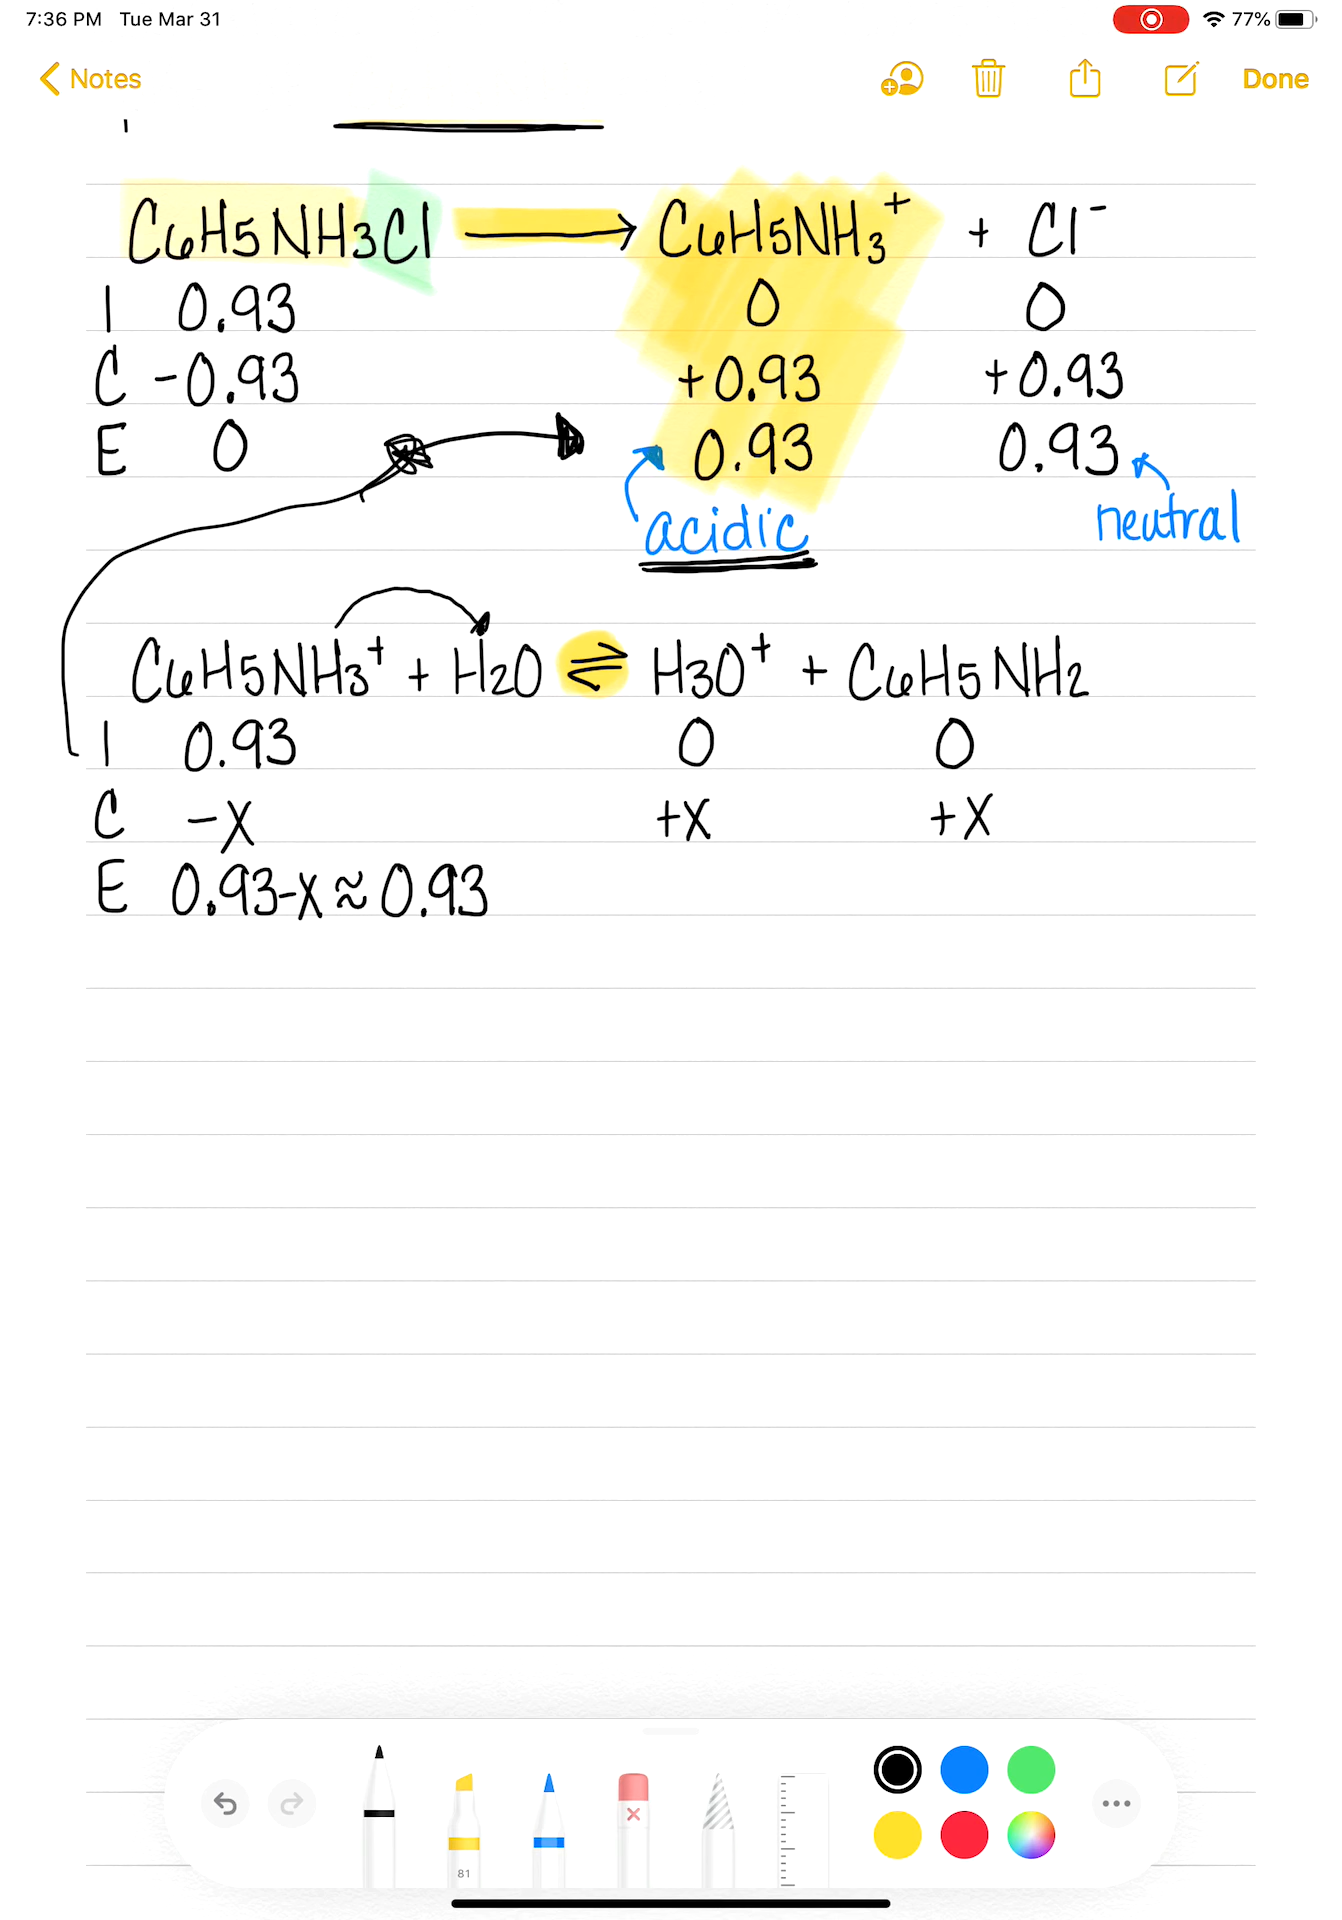 7:36 PM Tue Mar 31 77%
Notes Done
C6H5NH3Cl → C6H5NH3+ + Cl-
I 0.93 0 0
C -0.93 +0.93 +0.93
E 0 0.93 0.93
acidic neutral
C6H5NH3+ + H2O ⇌ H3O+ + C6H5NH2
I 0.93 0 0
C -X +X +X
E 0.93-X ≈ 0.93
81